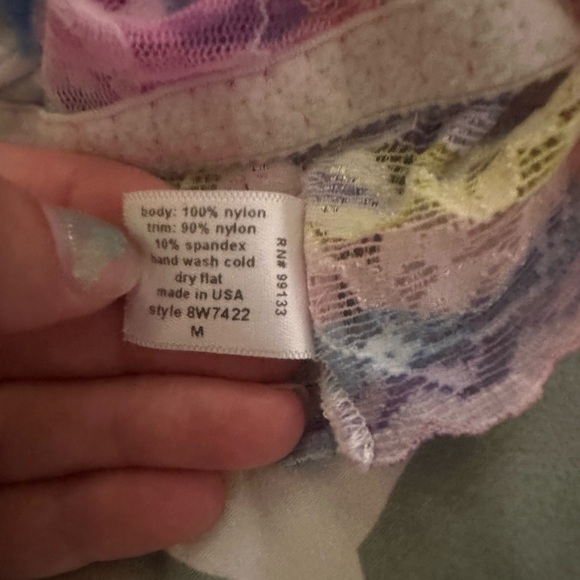 body: 100% nylon
trim: 90% nylon
10% spandex
hand wash cold
dry flat
made in USA
style 8W7422
M
RN# 99133